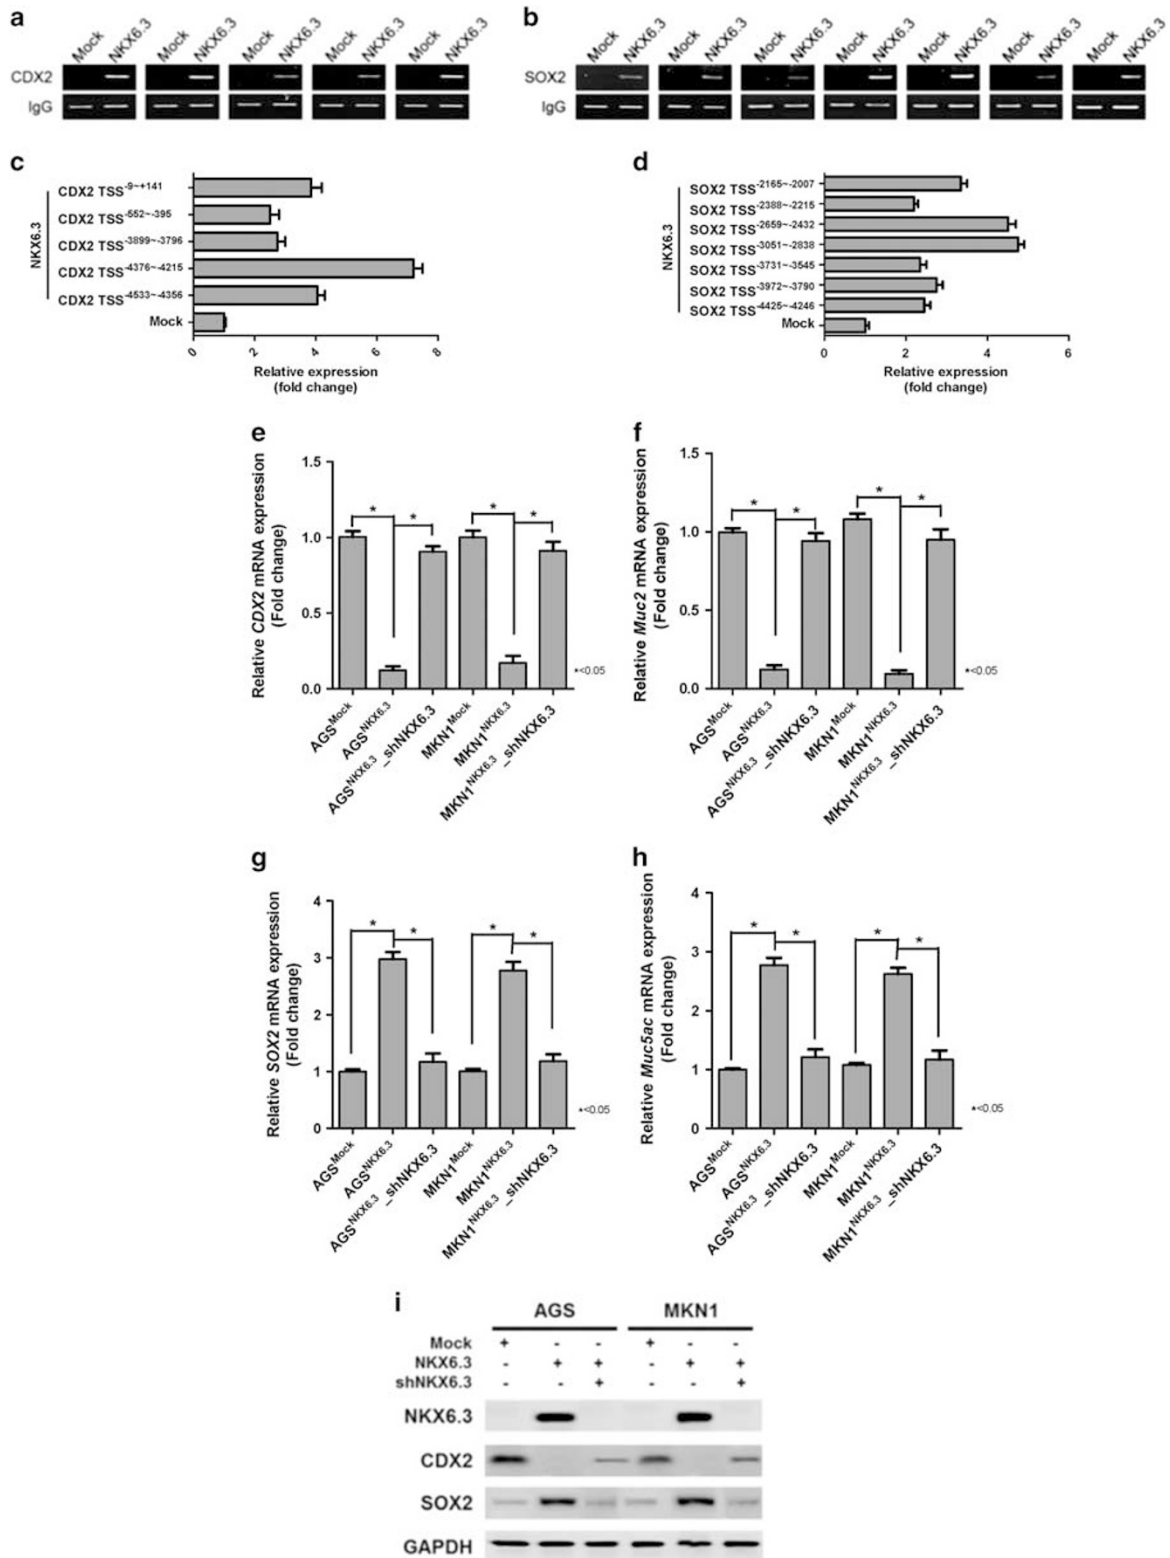 a
Mock NKX6.3 Mock NKX6.3 Mock NKX6.3 Mock NKX6.3 Mock NKX6.3
CDX2
IgG
b
Mock NKX6.3 Mock NKX6.3 Mock NKX6.3 Mock NKX6.3 Mock NKX6.3 Mock NKX6.3 Mock NKX6.3
SOX2
IgG
c
NKX6.3
CDX2 TSS-9~+141
CDX2 TSS-552~-395
CDX2 TSS-3899~-3796
CDX2 TSS-4376~-4215
CDX2 TSS-4533~-4356
Mock
0 2 4 6 8
Relative expression
(fold change)
d
NKX6.3
SOX2 TSS-2165~-2007
SOX2 TSS-2388~-2215
SOX2 TSS-2659~-2432
SOX2 TSS-3051~-2838
SOX2 TSS-3731~-3545
SOX2 TSS-3972~-3790
SOX2 TSS-4425~-4246
Mock
0 2 4 6
Relative expression
(fold change)
e
Relative CDX2 mRNA expression
(Fold change)
1.5
1.0
0.5
0.0
* * * *
*<0.05
AGSMock
AGSNKX6.3
AGSNKX6.3_shNKX6.3
MKN1Mock
MKN1NKX6.3
MKN1NKX6.3_shNKX6.3
f
Relative Muc2 mRNA expression
(Fold change)
1.5
1.0
0.5
0.0
* * * *
*<0.05
AGSMock
AGSNKX6.3
AGSNKX6.3_shNKX6.3
MKN1Mock
MKN1NKX6.3
MKN1NKX6.3_shNKX6.3
g
Relative SOX2 mRNA expression
(Fold change)
4
3
2
1
0
* * * *
*<0.05
AGSMock
AGSNKX6.3
AGSNKX6.3_shNKX6.3
MKN1Mock
MKN1NKX6.3
MKN1NKX6.3_shNKX6.3
h
Relative Muc5ac mRNA expression
(Fold change)
4
3
2
1
0
* * * *
*<0.05
AGSMock
AGSNKX6.3
AGSNKX6.3_shNKX6.3
MKN1Mock
MKN1NKX6.3
MKN1NKX6.3_shNKX6.3
i
AGS MKN1
Mock + - - + - -
NKX6.3 - + + - + +
shNKX6.3 - - + - - +
NKX6.3
CDX2
SOX2
GAPDH